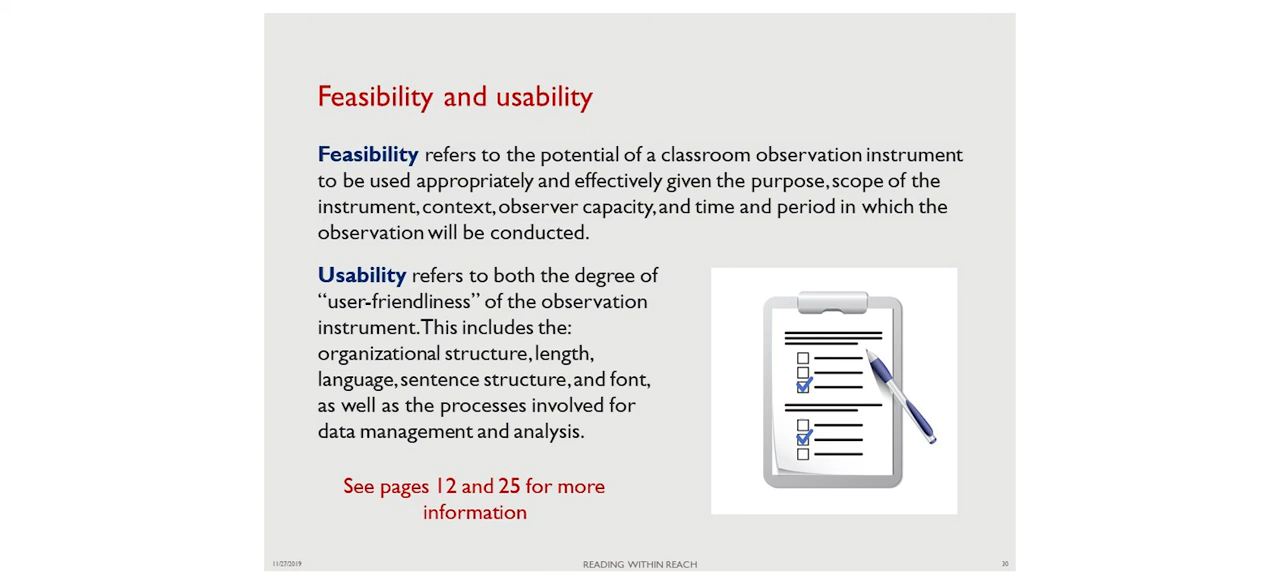 Feasibility and usability
Feasibility refers to the potential of a classroom observation instrument
to be used appropriately and effectively given the purpose, scope of the
instrument, context, observer capacity, and time and period in which the
observation will be conducted.
Usability refers to both the degree of
“user-friendliness” of the observation
instrument. This includes the:
organizational structure, length,
language, sentence structure, and font,
as well as the processes involved for
data management and analysis.
See pages 12 and 25 for more
information
11/27/2019
READING WITHIN REACH
30